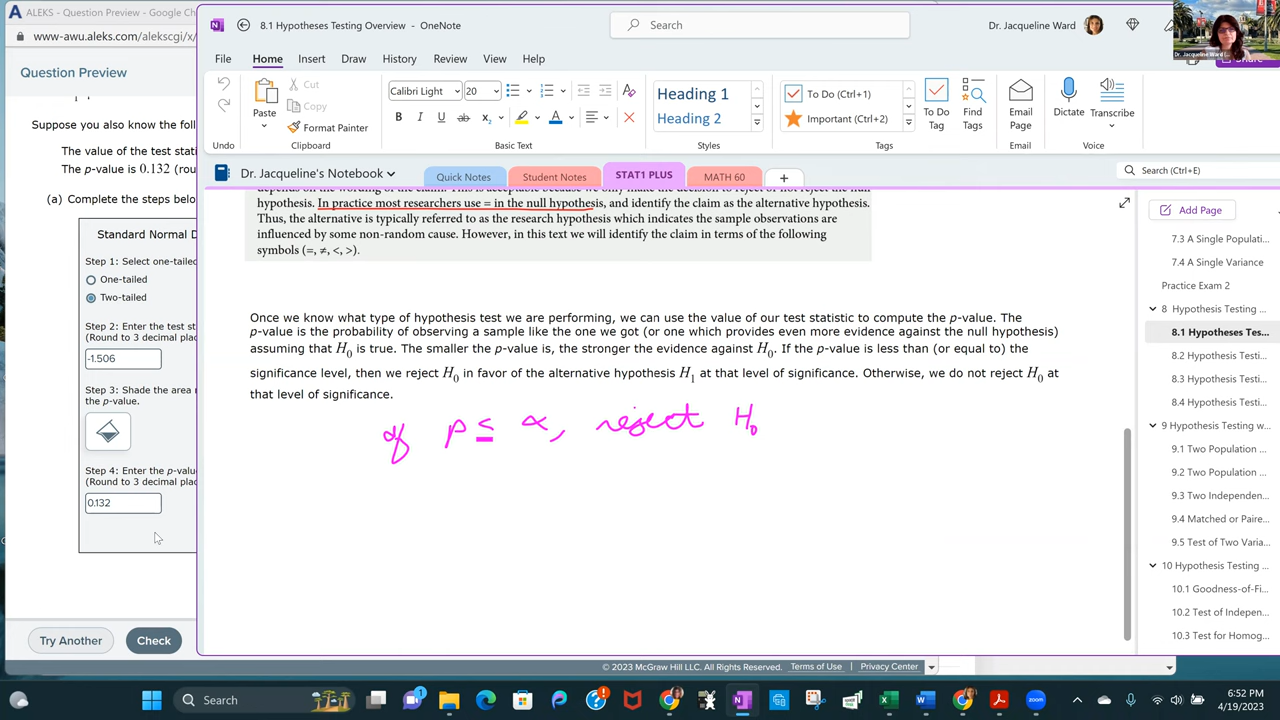 ALEKS - Question Preview - Google Ch
www-awu.aleks.com/alekscgi/x/
Question Preview
Suppose you also know the foll
The value of the test stati
The p-value is 0.132 (rou
(a) Complete the steps belo
Standard Normal D
Step 1: Select one-tailed
One-tailed
Two-tailed
Step 2: Enter the test st
(Round to 3 decimal plac
-1.506
Step 3: Shade the area r
the p-value.
Step 4: Enter the p-valu
(Round to 3 decimal plac
0.132
Try Another
Check
8.1 Hypotheses Testing Overview - OneNote
Search
Dr. Jacqueline Ward
Dr. Jacqueline Ward
File Home Insert Draw History Review View Help
Paste
Cut
Copy
Format Painter
Calibri Light 20
B I U ab x₂ A
Heading 1
Heading 2
To Do (Ctrl+1)
Important (Ctrl+2)
To Do Tag
Find Tags
Email Page
Dictate
Transcribe
Undo Clipboard Basic Text Styles Tags Email Voice
Dr. Jacqueline's Notebook
Quick Notes
Student Notes
STAT1 PLUS
MATH 60
Search (Ctrl+E)
hypothesis. In practice most researchers use = in the null hypothesis, and identify the claim as the alternative hypothesis.
Thus, the alternative is typically referred to as the research hypothesis which indicates the sample observations are
influenced by some non-random cause. However, in this text we will identify the claim in terms of the following
symbols (=, ≠, <, >).
Once we know what type of hypothesis test we are performing, we can use the value of our test statistic to compute the p-value. The
p-value is the probability of observing a sample like the one we got (or one which provides even more evidence against the null hypothesis)
assuming that H₀ is true. The smaller the p-value is, the stronger the evidence against H₀. If the p-value is less than (or equal to) the
significance level, then we reject H₀ in favor of the alternative hypothesis H₁ at that level of significance. Otherwise, we do not reject H₀ at
that level of significance.
if p ≤ α, reject H₀
Add Page
7.3 A Single Populati...
7.4 A Single Variance
Practice Exam 2
8 Hypothesis Testing ...
8.1 Hypotheses Tes...
8.2 Hypothesis Testi...
8.3 Hypothesis Testi...
8.4 Hypothesis Testi...
9 Hypothesis Testing w...
9.1 Two Population ...
9.2 Two Population ...
9.3 Two Independen...
9.4 Matched or Paire...
9.5 Test of Two Varia...
10 Hypothesis Testing ...
10.1 Goodness-of-Fi...
10.2 Test of Indepen...
10.3 Test for Homog...
© 2023 McGraw Hill LLC. All Rights Reserved. Terms of Use | Privacy Center
Search
6:52 PM
4/19/2023